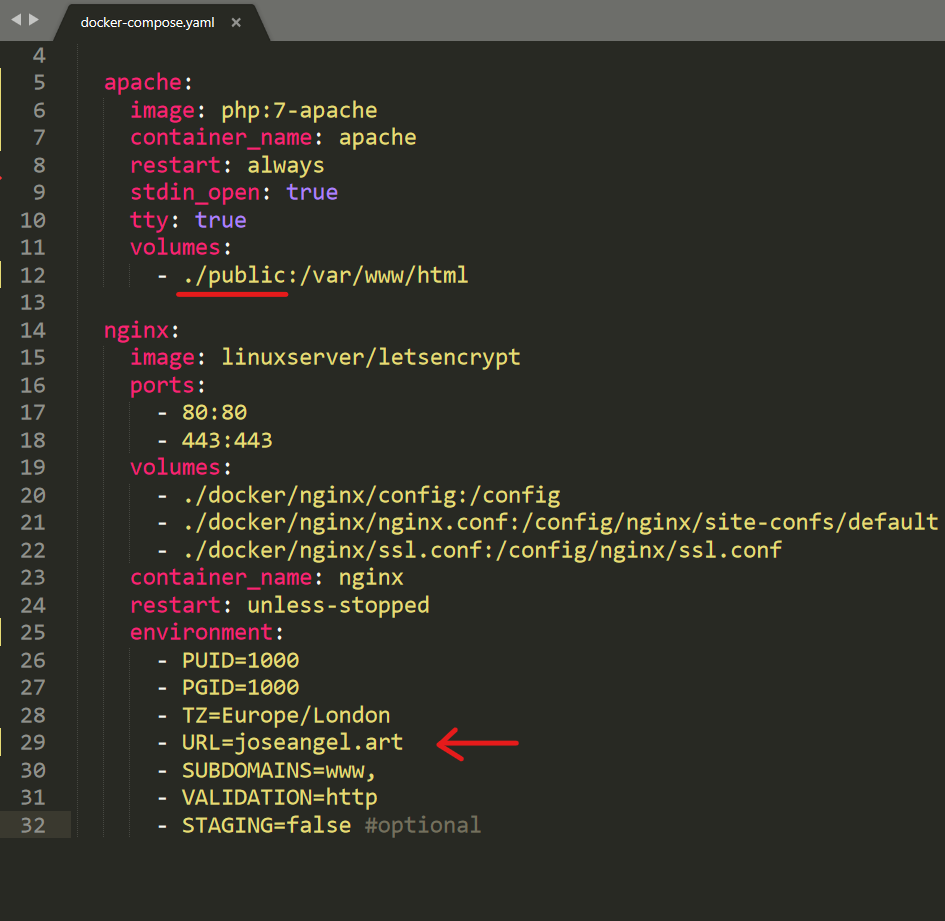 docker-compose.yaml ×
4
5 apache:
6 image: php:7-apache
7 container_name: apache
8 restart: always
9 stdin_open: true
10 tty: true
11 volumes:
12 - ./public:/var/www/html
13
14 nginx:
15 image: linuxserver/letsencrypt
16 ports:
17 - 80:80
18 - 443:443
19 volumes:
20 - ./docker/nginx/config:/config
21 - ./docker/nginx/nginx.conf:/config/nginx/site-confs/default
22 - ./docker/nginx/ssl.conf:/config/nginx/ssl.conf
23 container_name: nginx
24 restart: unless-stopped
25 environment:
26 - PUID=1000
27 - PGID=1000
28 - TZ=Europe/London
29 - URL=joseangel.art
30 - SUBDOMAINS=www,
31 - VALIDATION=http
32 - STAGING=false #optional